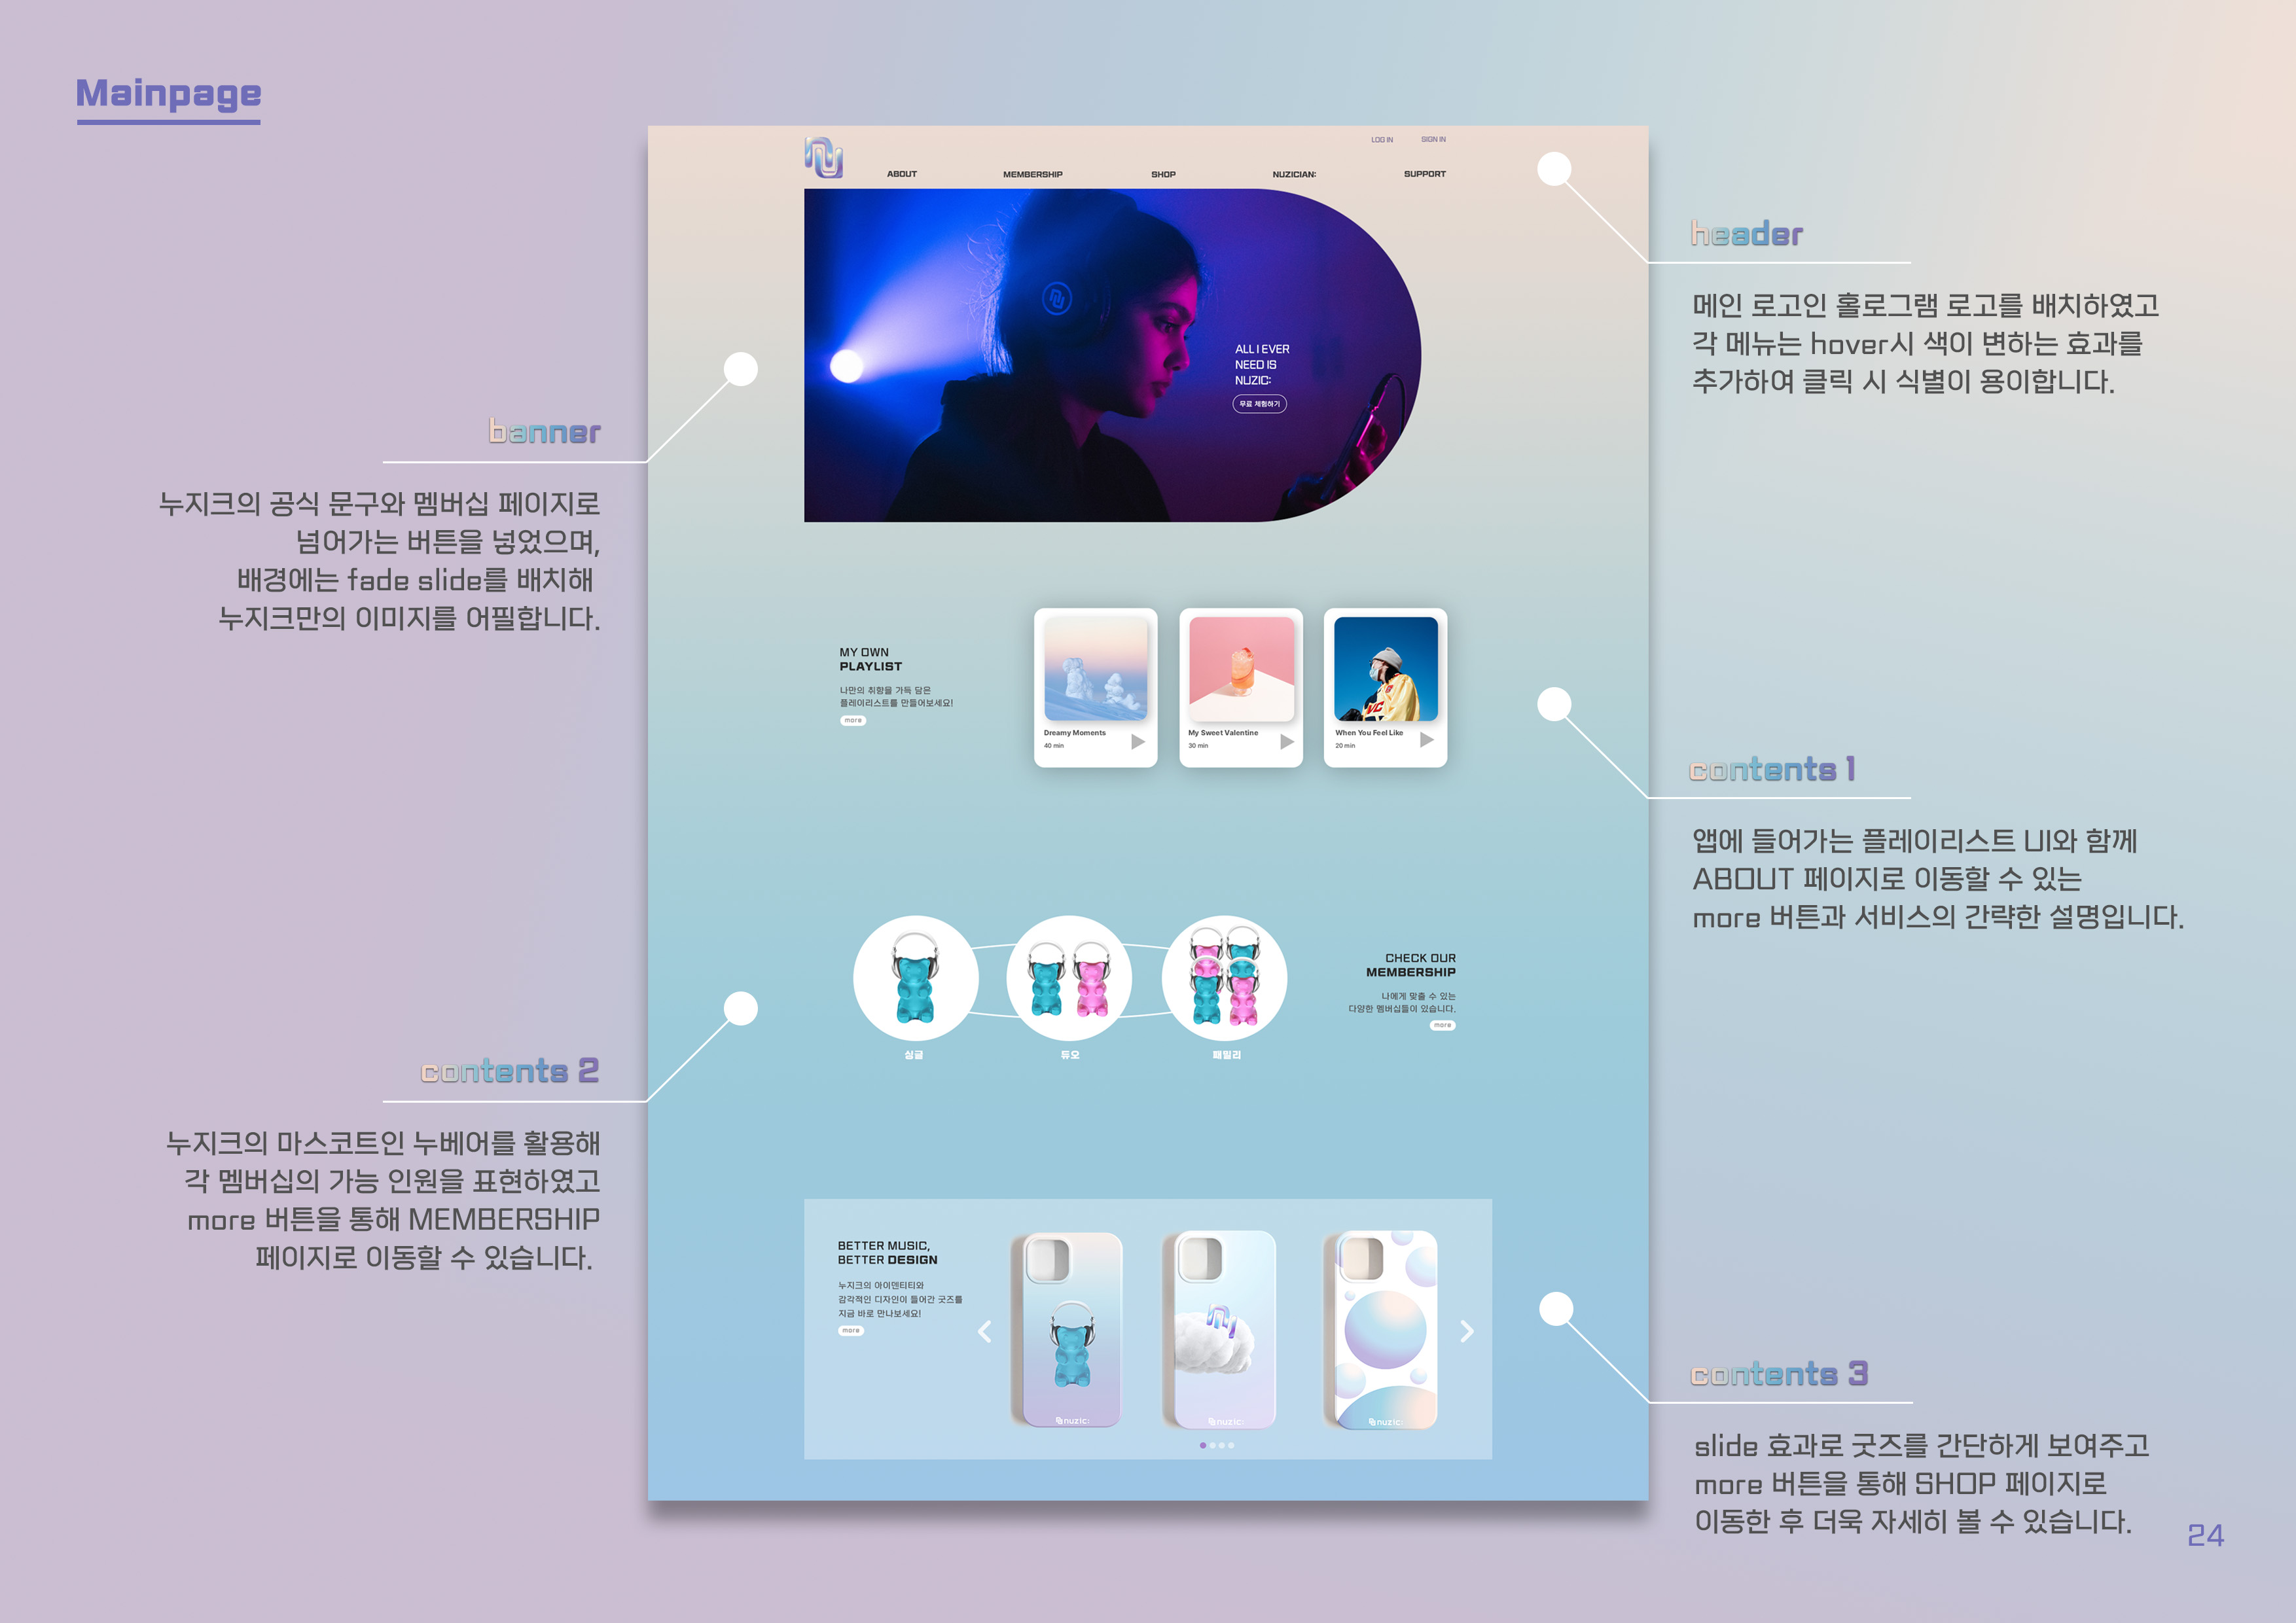 Mainpage
LOG IN
SIGN IN
ABOUT
MEMBERSHIP
SHOP
NUZICIAN:
SUPPORT
ALL I EVER
NEED IS
NUZIC:
무료 체험하기
header
메인 로고인 홀로그램 로고를 배치하였고
각 메뉴는 hover시 색이 변하는 효과를
추가하여 클릭 시 식별이 용이합니다.
banner
누지크의 공식 문구와 멤버십 페이지로
넘어가는 버튼을 넣었으며,
배경에는 fade slide를 배치해
누지크만의 이미지를 어필합니다.
MY OWN
PLAYLIST
나만의 취향을 가득 담은
플레이리스트를 만들어보세요!
more
Dreamy Moments
40 min
My Sweet Valentine
30 min
When You Feel Like
20 min
VC
contents 1
앱에 들어가는 플레이리스트 UI와 함께
ABOUT 페이지로 이동할 수 있는
more 버튼과 서비스의 간략한 설명입니다.
싱글
듀오
패밀리
CHECK OUR
MEMBERSHIP
나에게 맞출 수 있는
다양한 멤버십들이 있습니다.
more
contents 2
누지크의 마스코트인 누베어를 활용해
각 멤버십의 가능 인원을 표현하였고
more 버튼을 통해 MEMBERSHIP
페이지로 이동할 수 있습니다.
BETTER MUSIC,
BETTER DESIGN
누지크의 아이덴티티와
감각적인 디자인이 들어간 굿즈를
지금 바로 만나보세요!
more
nuzic:
nuzic:
nuzic:
contents 3
slide 효과로 굿즈를 간단하게 보여주고
more 버튼을 통해 SHOP 페이지로
이동한 후 더욱 자세히 볼 수 있습니다.
24